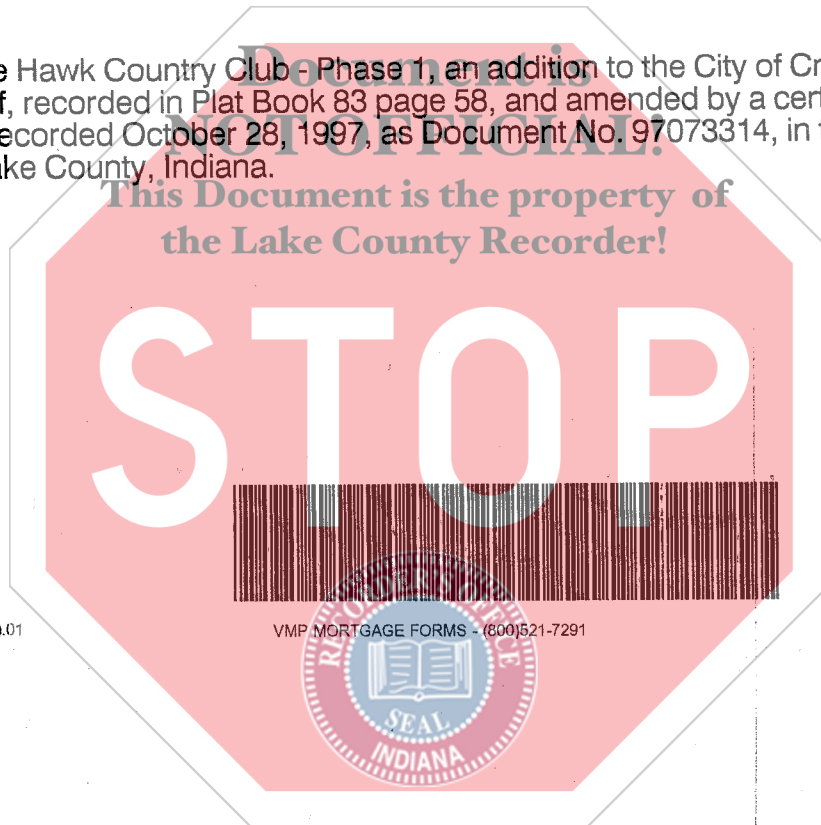 e Hawk Country Club - Phase 1, an addition to the City of Cr
f, recorded in Plat Book 83 page 58, and amended by a cert
ecorded October 28, 1997, as Document No. 97073314, in
ke County, Indiana.
Document is
NOT OFFICIAL!
This Document is the property of
the Lake County Recorder!
STOP
.01
VMP MORTGAGE FORMS - (800)521-7291
RECORDER'S OFFICE
SEAL
INDIANA